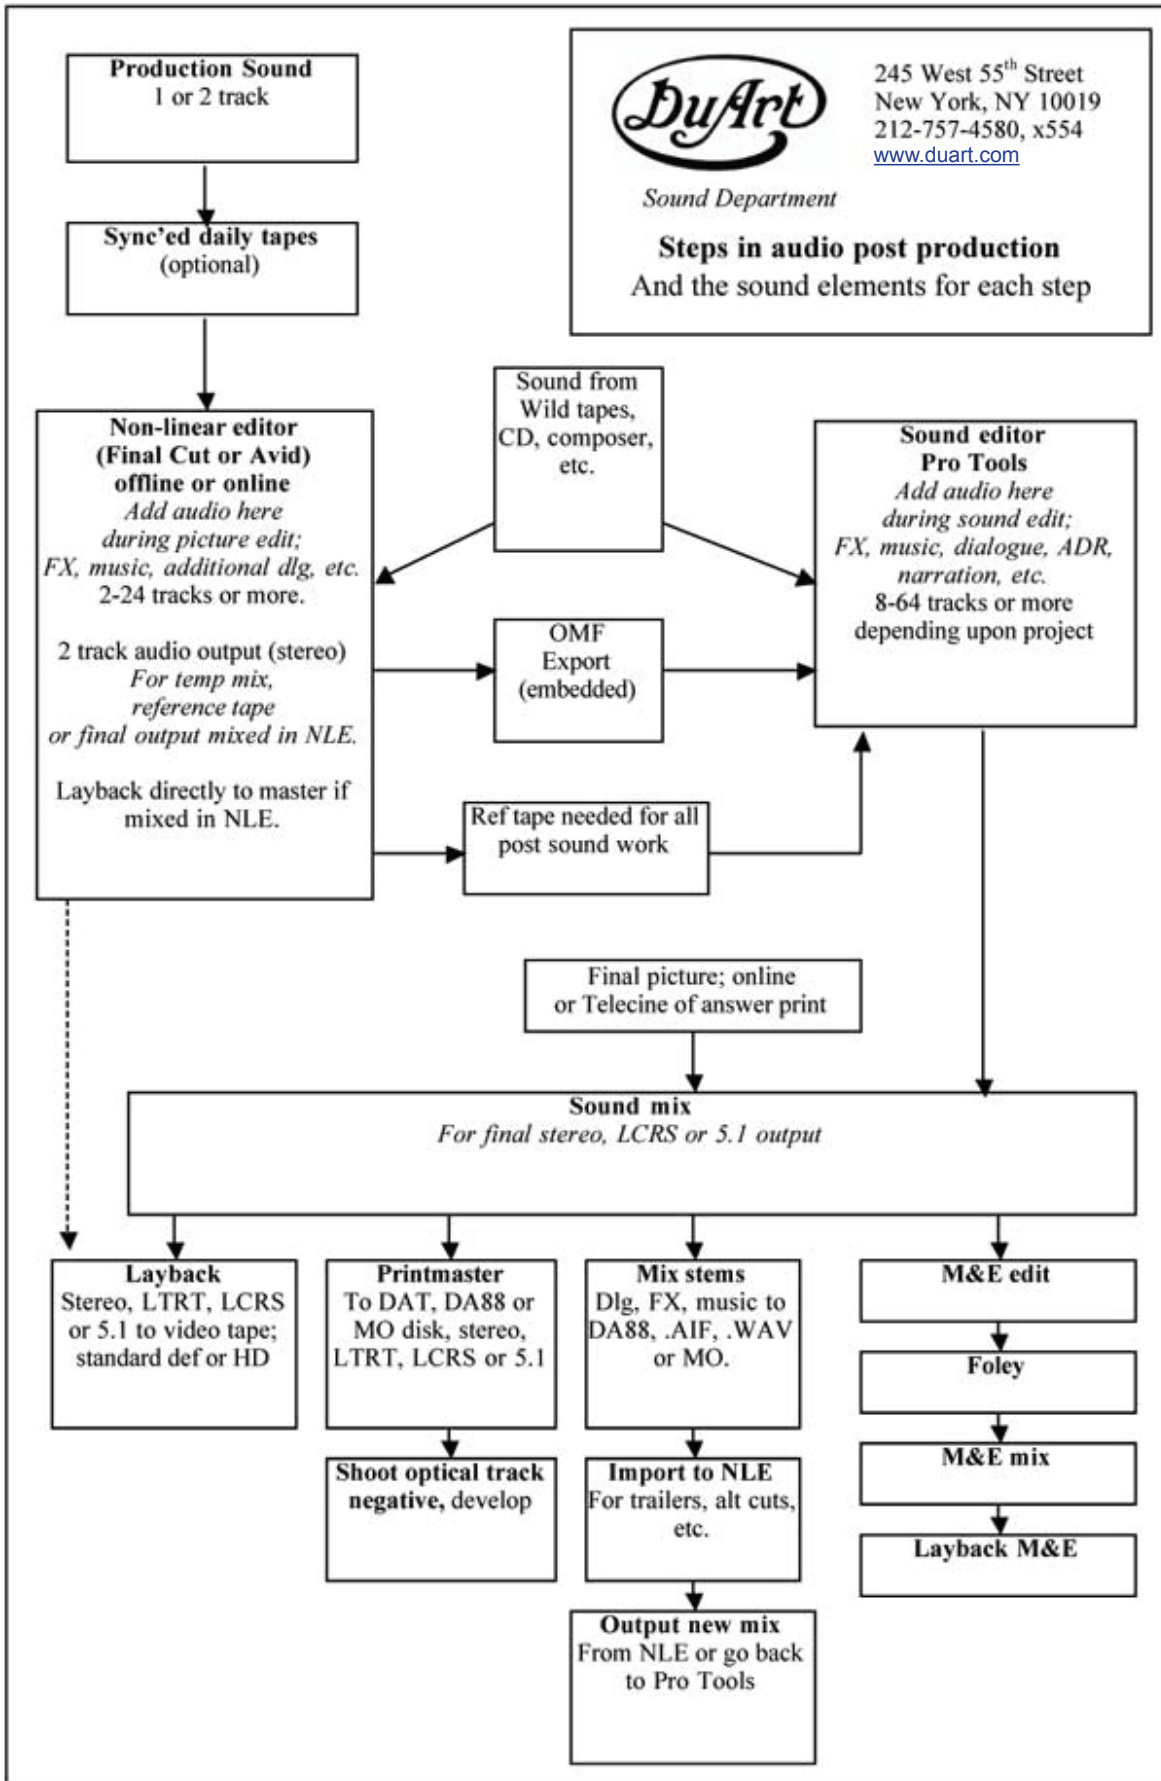 Production Sound
1 or 2 track
DuArt
245 West 55th Street
New York, NY 10019
212-757-4580, x554
www.duart.com
Sound Department
Steps in audio post production
And the sound elements for each step
Sync'ed daily tapes
(optional)
Non-linear editor
(Final Cut or Avid)
offline or online
Add audio here
during picture edit;
FX, music, additional dlg, etc.
2-24 tracks or more.
2 track audio output (stereo)
For temp mix,
reference tape
or final output mixed in NLE.
Layback directly to master if
mixed in NLE.
Sound from
Wild tapes,
CD, composer,
etc.
OMF
Export
(embedded)
Ref tape needed for all
post sound work
Sound editor
Pro Tools
Add audio here
during sound edit;
FX, music, dialogue, ADR,
narration, etc.
8-64 tracks or more
depending upon project
Final picture; online
or Telecine of answer print
Sound mix
For final stereo, LCRS or 5.1 output
Layback
Stereo, LTRT, LCRS
or 5.1 to video tape;
standard def or HD
Printmaster
To DAT, DA88 or
MO disk, stereo,
LTRT, LCRS or 5.1
Shoot optical track
negative, develop
Mix stems
Dlg, FX, music to
DA88, .AIF, .WAV
or MO.
Import to NLE
For trailers, alt cuts,
etc.
Output new mix
From NLE or go back
to Pro Tools
M&E edit
Foley
M&E mix
Layback M&E